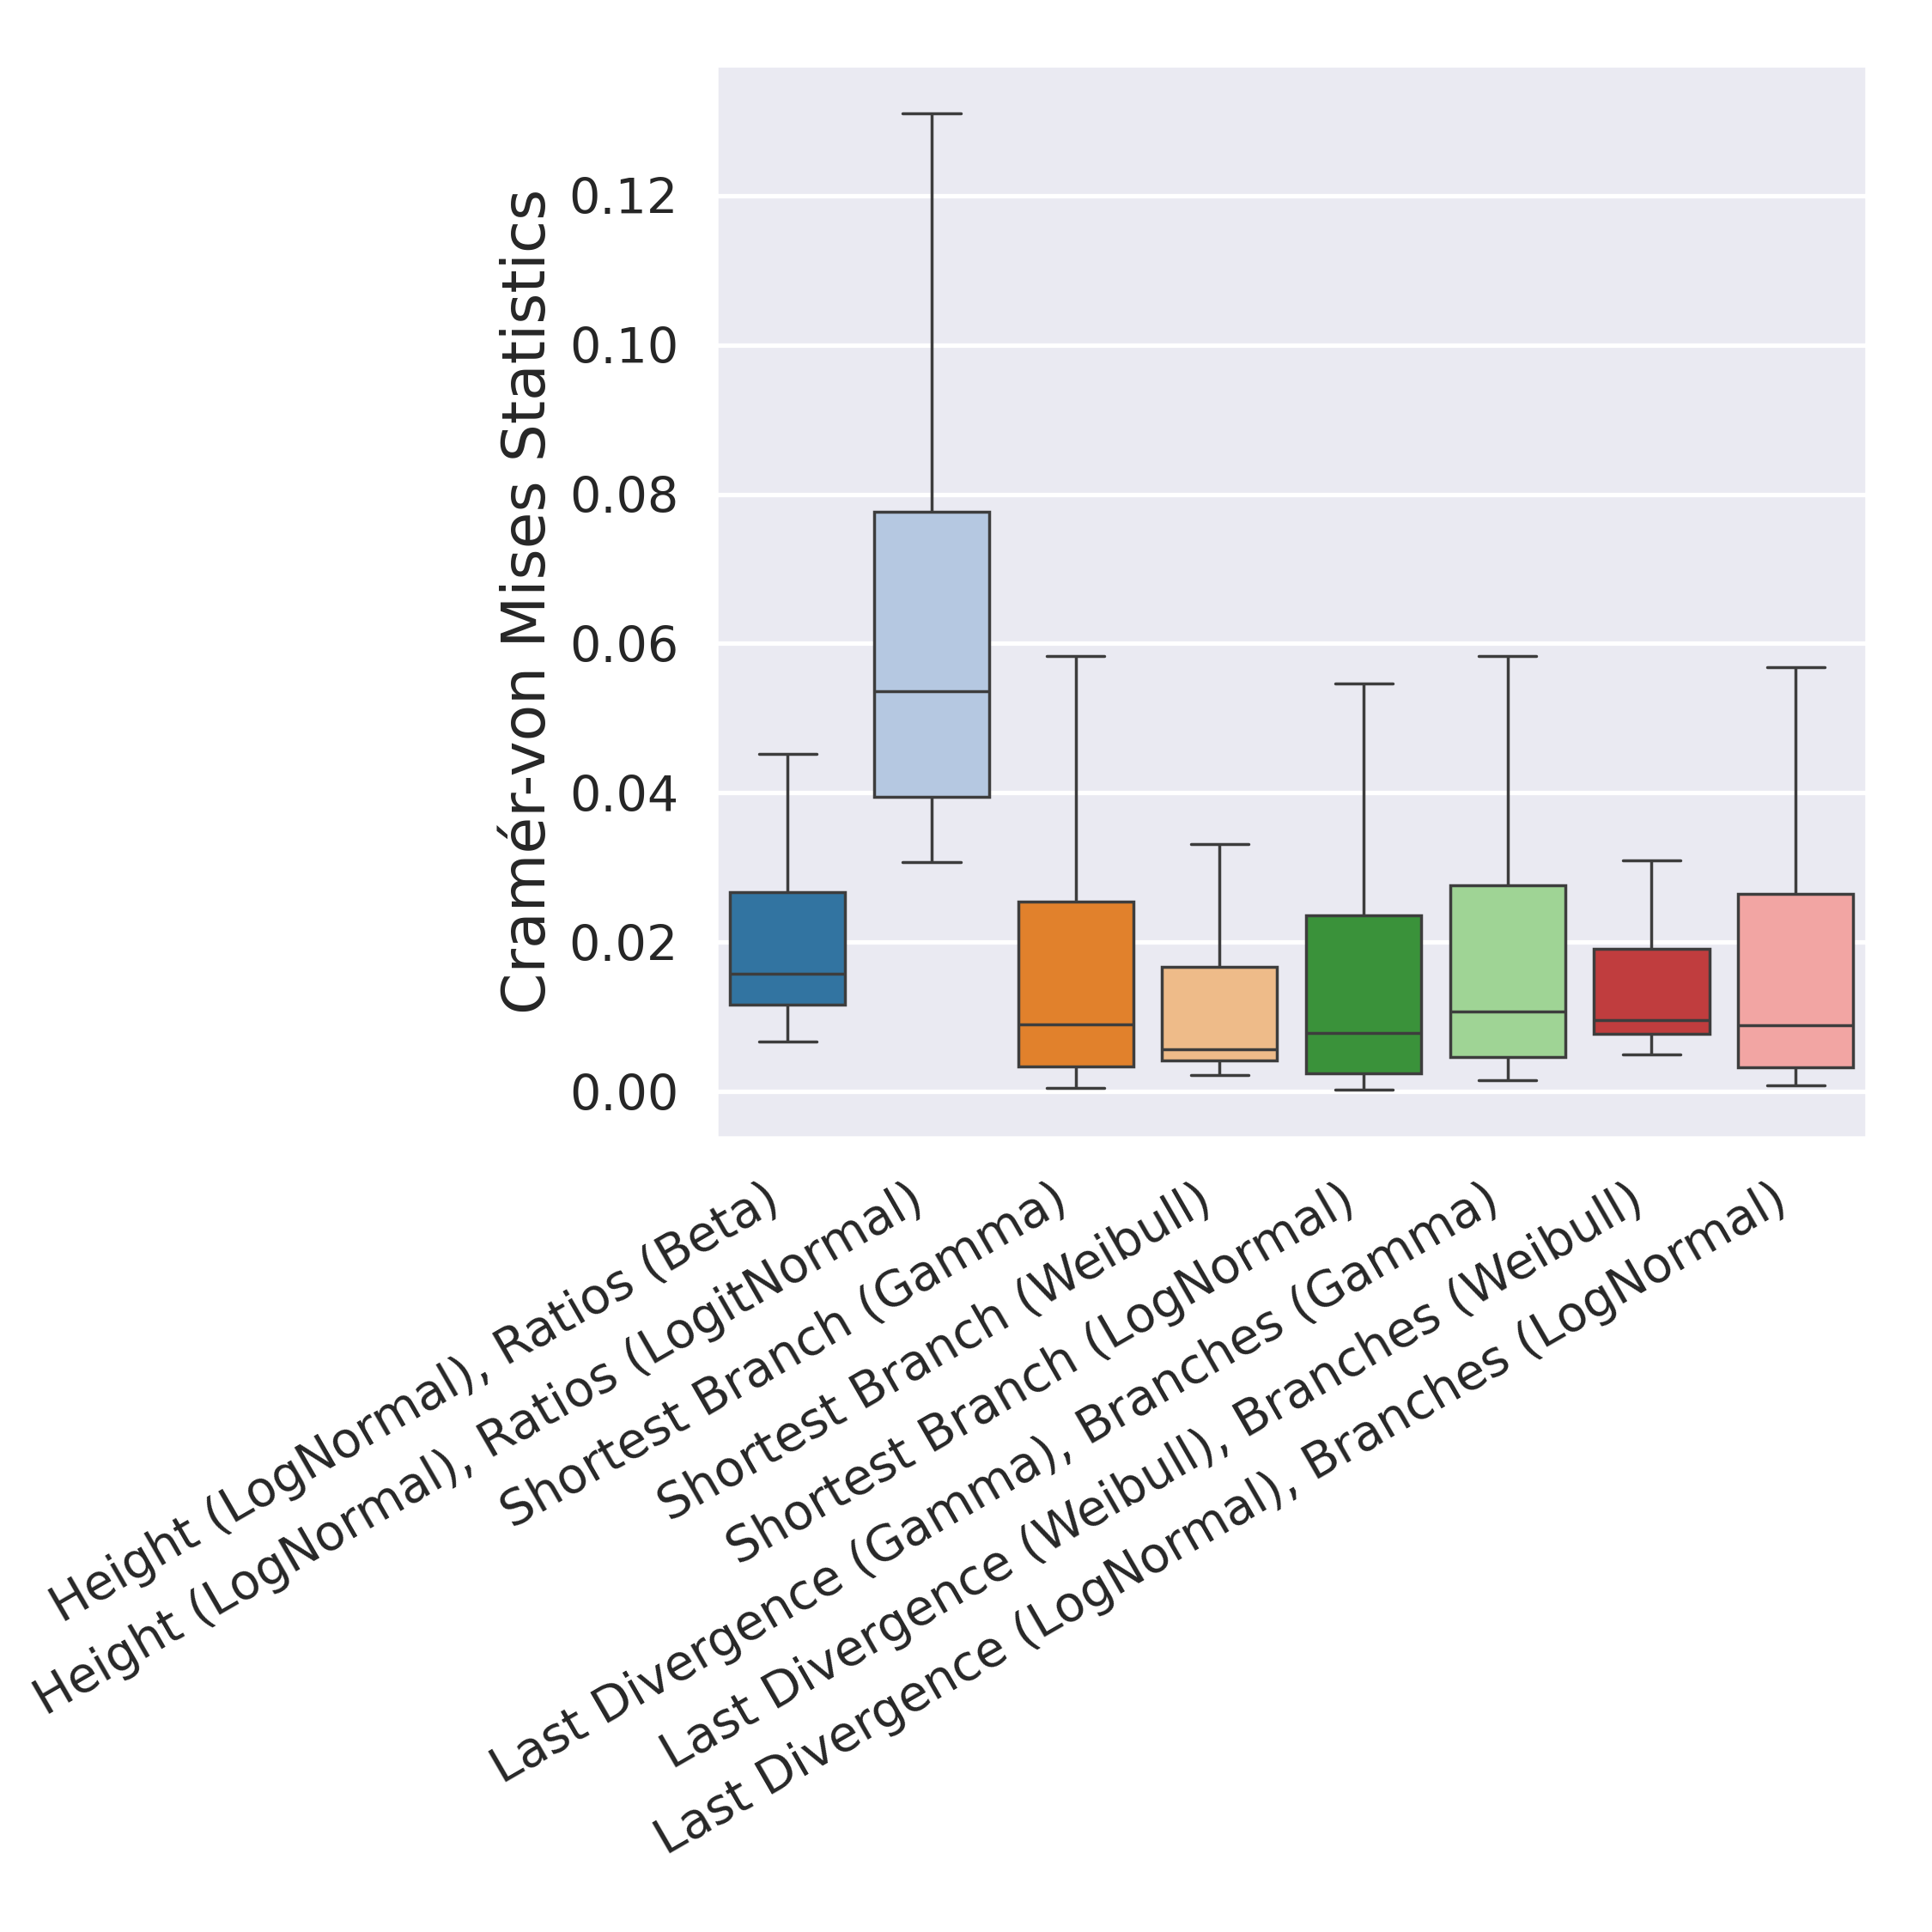 Cramér-von Mises Statistics
0.12
0.10
0.08
0.06
0.04
0.02
0.00
Height (LogNormal), Ratios (Beta)
Height (LogNormal), Ratios (LogitNormal)
Shortest Branch (Gamma)
Shortest Branch (Weibull)
Shortest Branch (LogNormal)
Last Divergence (Gamma), Branches (Gamma)
Last Divergence (Weibull), Branches (Weibull)
Last Divergence (LogNormal), Branches (LogNormal)